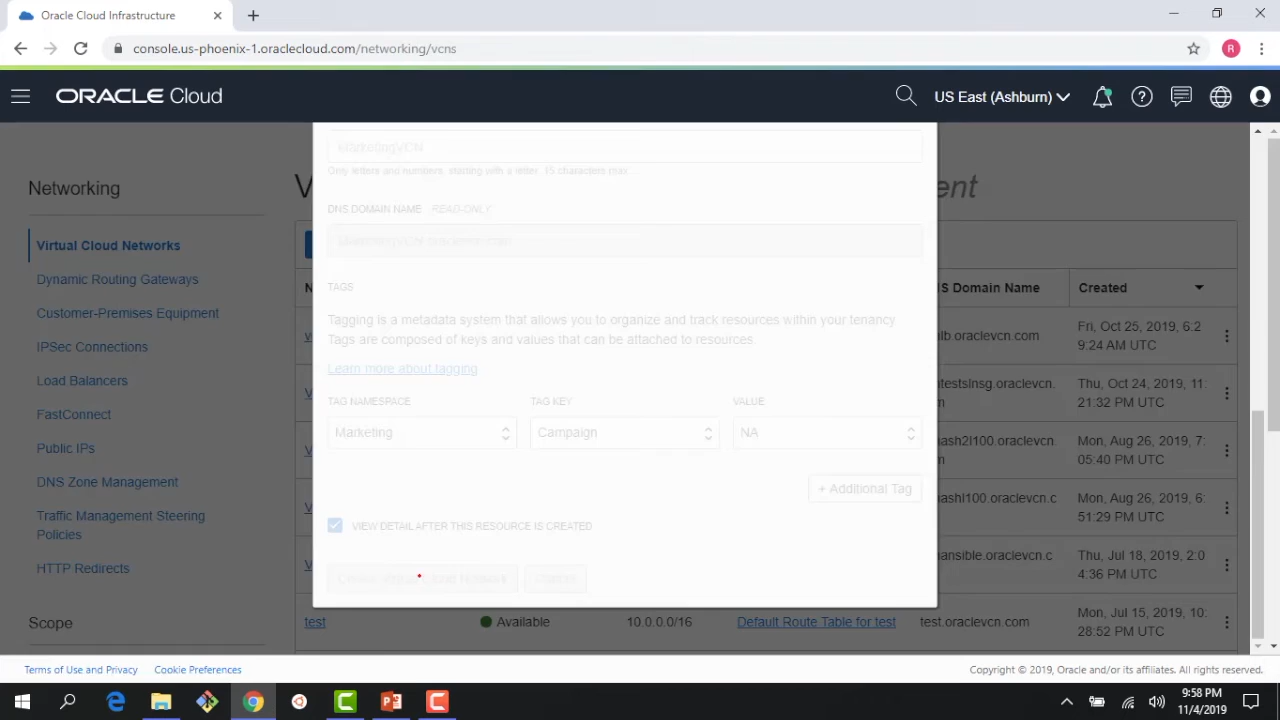 Oracle Cloud Infrastructure
console.us-phoenix-1.oraclecloud.com/networking/vcns
R
ORACLE Cloud
US East (Ashburn)
Networking
Virtual Cloud Networks
Dynamic Routing Gateways
Customer-Premises Equipment
IPSec Connections
Load Balancers
FastConnect
Public IPs
DNS Zone Management
Traffic Management Steering
Policies
HTTP Redirects
Scope
MarketingVCN
Only letters and numbers, starting with a letter. 15 characters max.
DNS DOMAIN NAME READ-ONLY
MarketingVCN.oraclevcn.com
TAGS
Tagging is a metadata system that allows you to organize and track resources within your tenancy.
Tags are composed of keys and values that can be attached to resources.
Learn more about tagging
TAG NAMESPACE
TAG KEY
VALUE
Marketing
Campaign
NA
+ Additional Tag
VIEW DETAIL AFTER THIS RESOURCE IS CREATED
Domain Name
Created
Fri, Oct 25, 2019, 6:2
9:24 AM UTC
Thu, Oct 24, 2019, 11:
21:32 PM UTC
Mon, Aug 26, 2019, 7:
05:40 PM UTC
Mon, Aug 26, 2019, 6:
51:29 PM UTC
Thu, Jul 18, 2019, 2:0
4:36 PM UTC
test
Available
10.0.0.0/16
Default Route Table for test
test.oraclevcn.com
Mon, Jul 15, 2019, 10:
28:52 PM UTC
Terms of Use and Privacy
Cookie Preferences
Copyright © 2019, Oracle and/or its affiliates. All rights reserved.
9:58 PM
11/4/2019